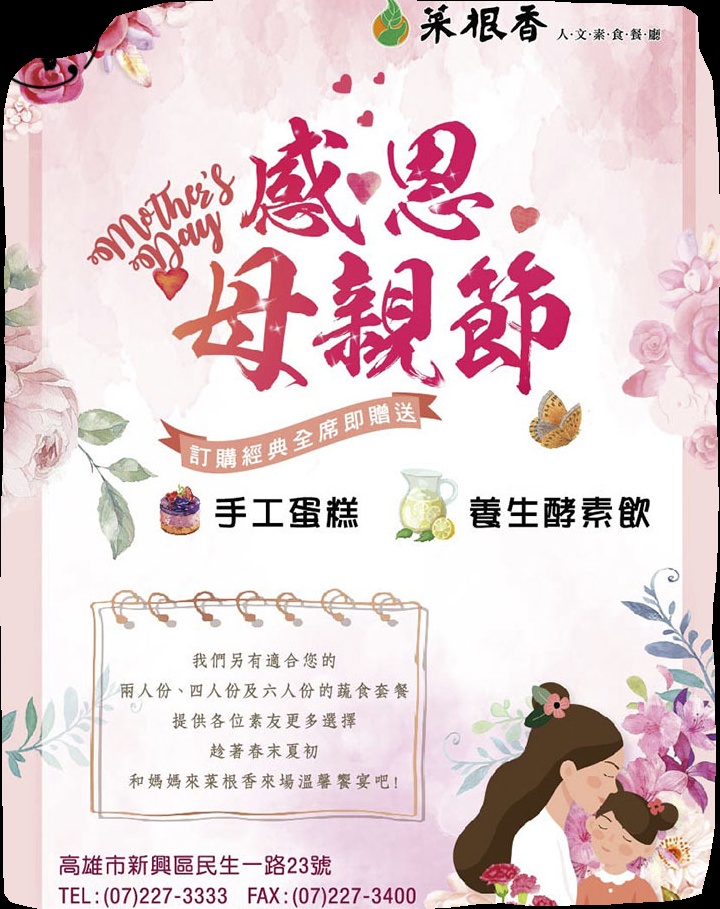 菜根香 人·文·素·食·餐·廳
Mother's
Day
感恩
母親節
訂購經典全席即贈送
手工蛋糕 養生酵素飲
我們另有適合您的
兩人份、四人份及六人份的蔬食套餐
提供各位素友更多選擇
趁著春末夏初
和媽媽來菜根香來場溫馨饗宴吧!
高雄市新興區民生一路23號
TEL:(07)227-3333 FAX:(07)227-3400